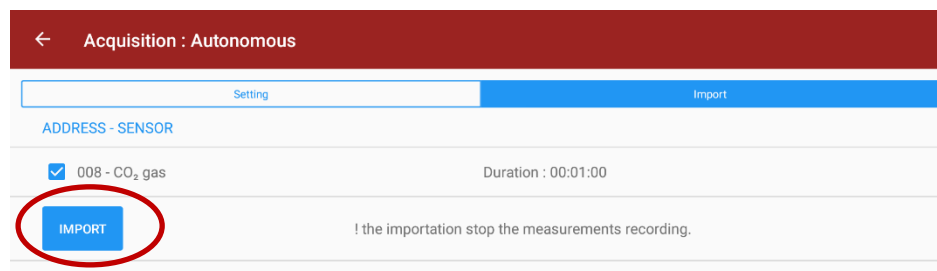 Acquisition : Autonomous
Setting Import
ADDRESS - SENSOR
008 - CO₂ gas Duration : 00:01:00
IMPORT ! the importation stop the measurements recording.